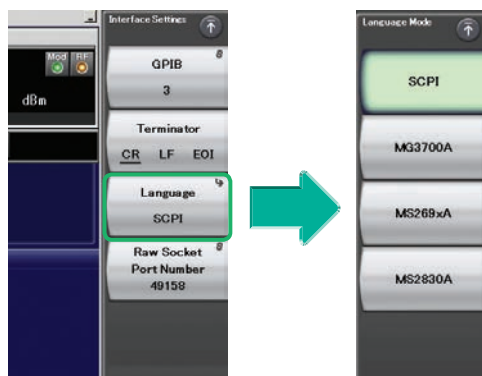 Interface Settings
Mod RF
dBm
GPIB
3
Terminator
CR LF EOI
Language
SCPI
Raw Socket
Port Number
49158
Language Mode
SCPI
MG3700A
MS269xA
MS2830A